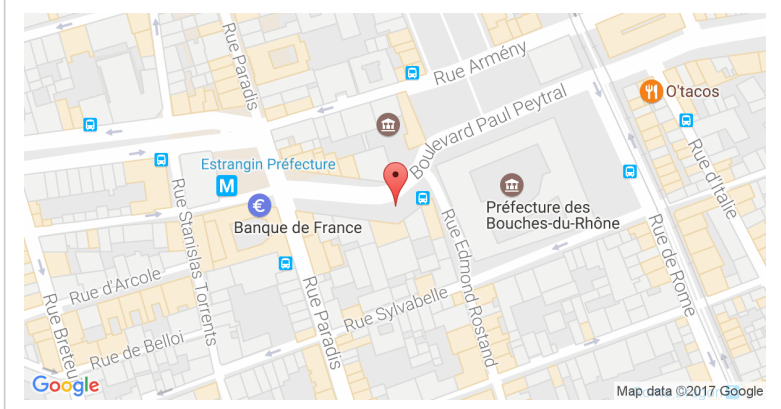 Rue Paradis
Rue Armény
O'tacos
Boulevard Paul Peytral
Estrangin Préfecture
M
€
Banque de France
Rue Stanislas Torrents
Préfecture des
Bouches-du-Rhône
Rue d'Italie
Rue Edmond Rostand
Rue de Rome
Rue d'Arcole
Rue Paradis
Rue Sylvabelle
Rue Breteu
Rue de Belloi
Google
Map data ©2017 Google